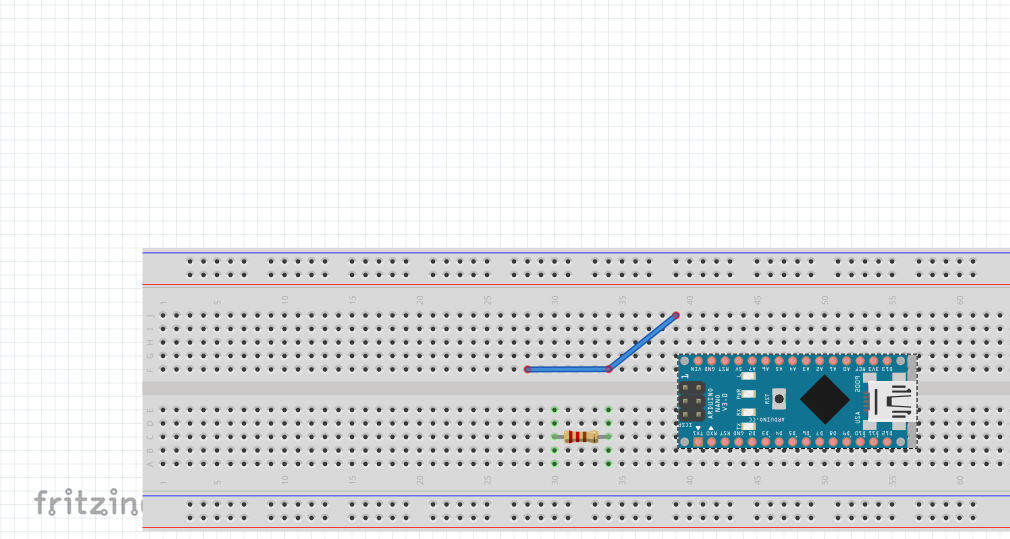 1 5 10 15 20 25 30 35 40 45 50 55 60
J
I
H
G
F
VIN GND RST 5V A7 A6 A5 A4 A3 A2 A1 A0 REF 3V3 D13
1
L
PWR
RX
TX
ICSP
ARDUINO
NANO
V3.0
RST
ARDUINO.CC
2009
USA
TX1 RX0 RST GND D2 D3 D4 D5 D6 D7 D8 D9 D10 D11 D12
E
D
C
B
A
1 5 10 15 20 25 30 35 40 45 50 55 60
fritzin